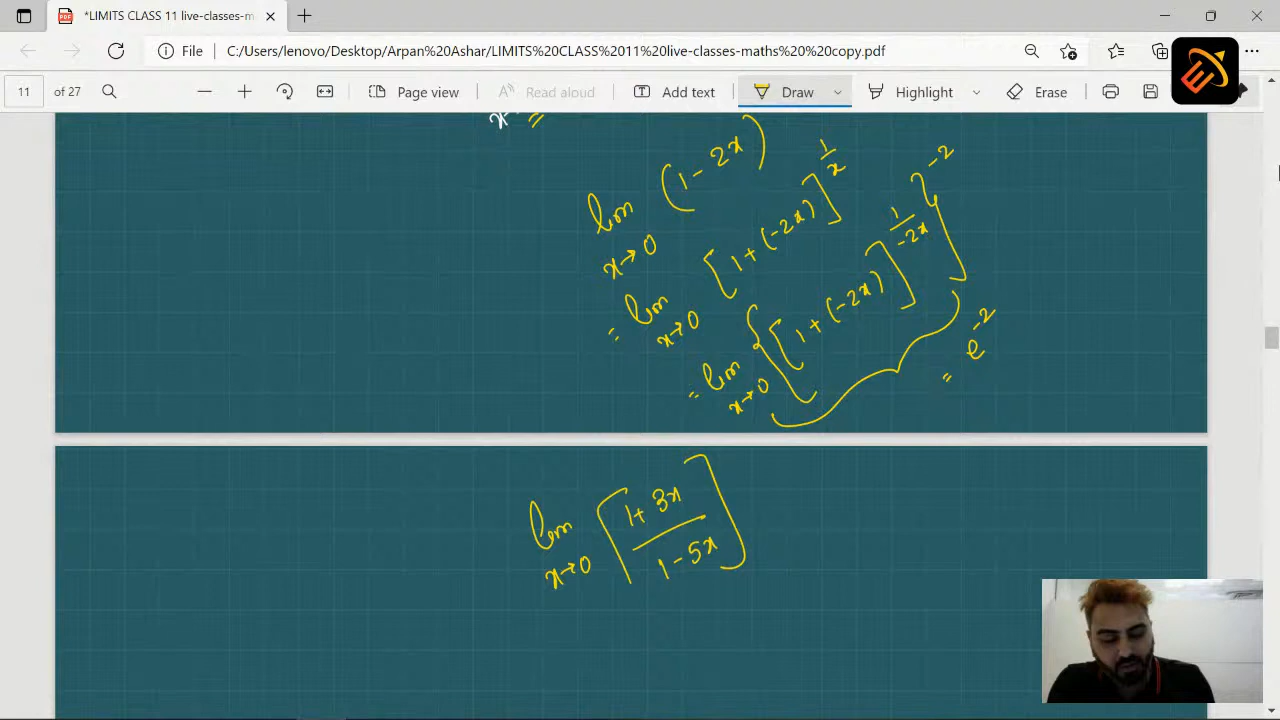 *LIMITS CLASS 11 live-classes-m
File C:/Users/lenovo/Desktop/Arpan%20Ashar/LIMITS%20CLASS%2011%20live-classes-maths%20%20copy.pdf
11 of 27 Page view Read aloud Add text Draw Highlight Erase
lim x→0 (1 - 2x)
= lim x→0 [1 + (-2x)]^(1/x)
= lim x→0 {[1 + (-2x)]^(1/-2x)}^-2
= e^-2
lim x→0 [(1 + 3x)/(1 - 5x)]